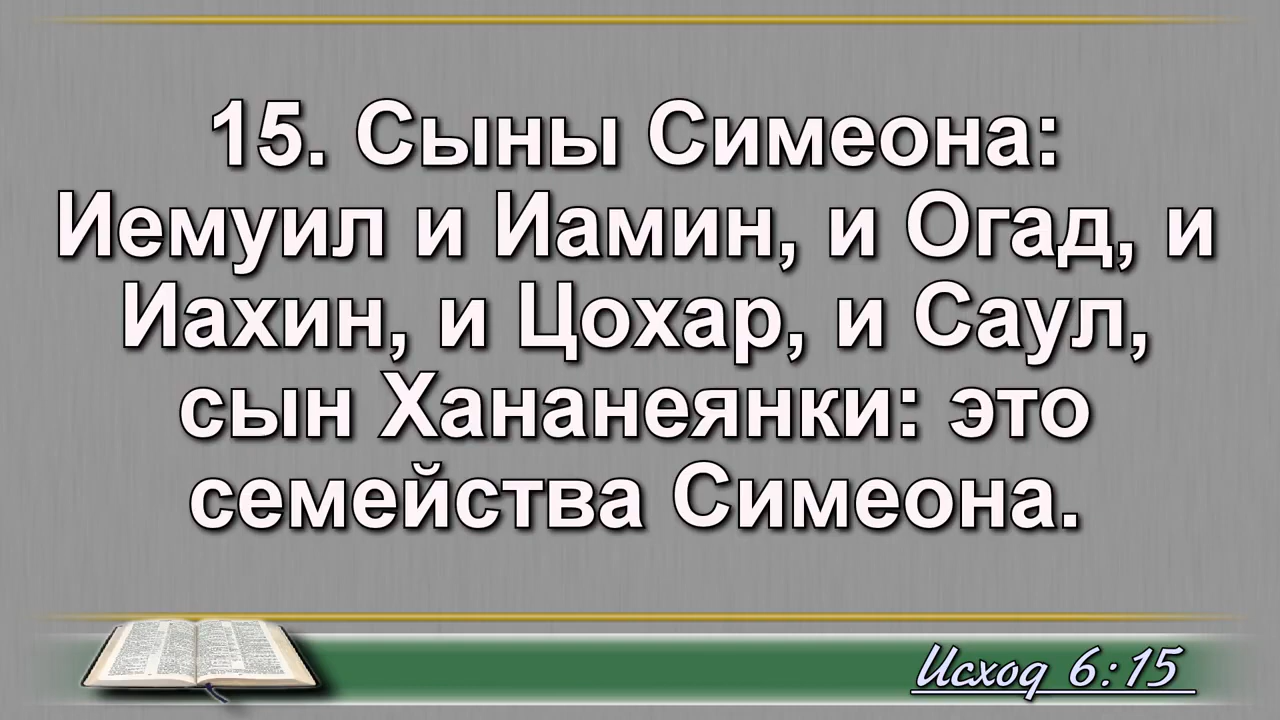 15. Сыны Симеона:
Иемуил и Иамин, и Огад, и
Иахин, и Цохар, и Саул,
сын Хананеянки: это
семейства Симеона.
Исход 6:15